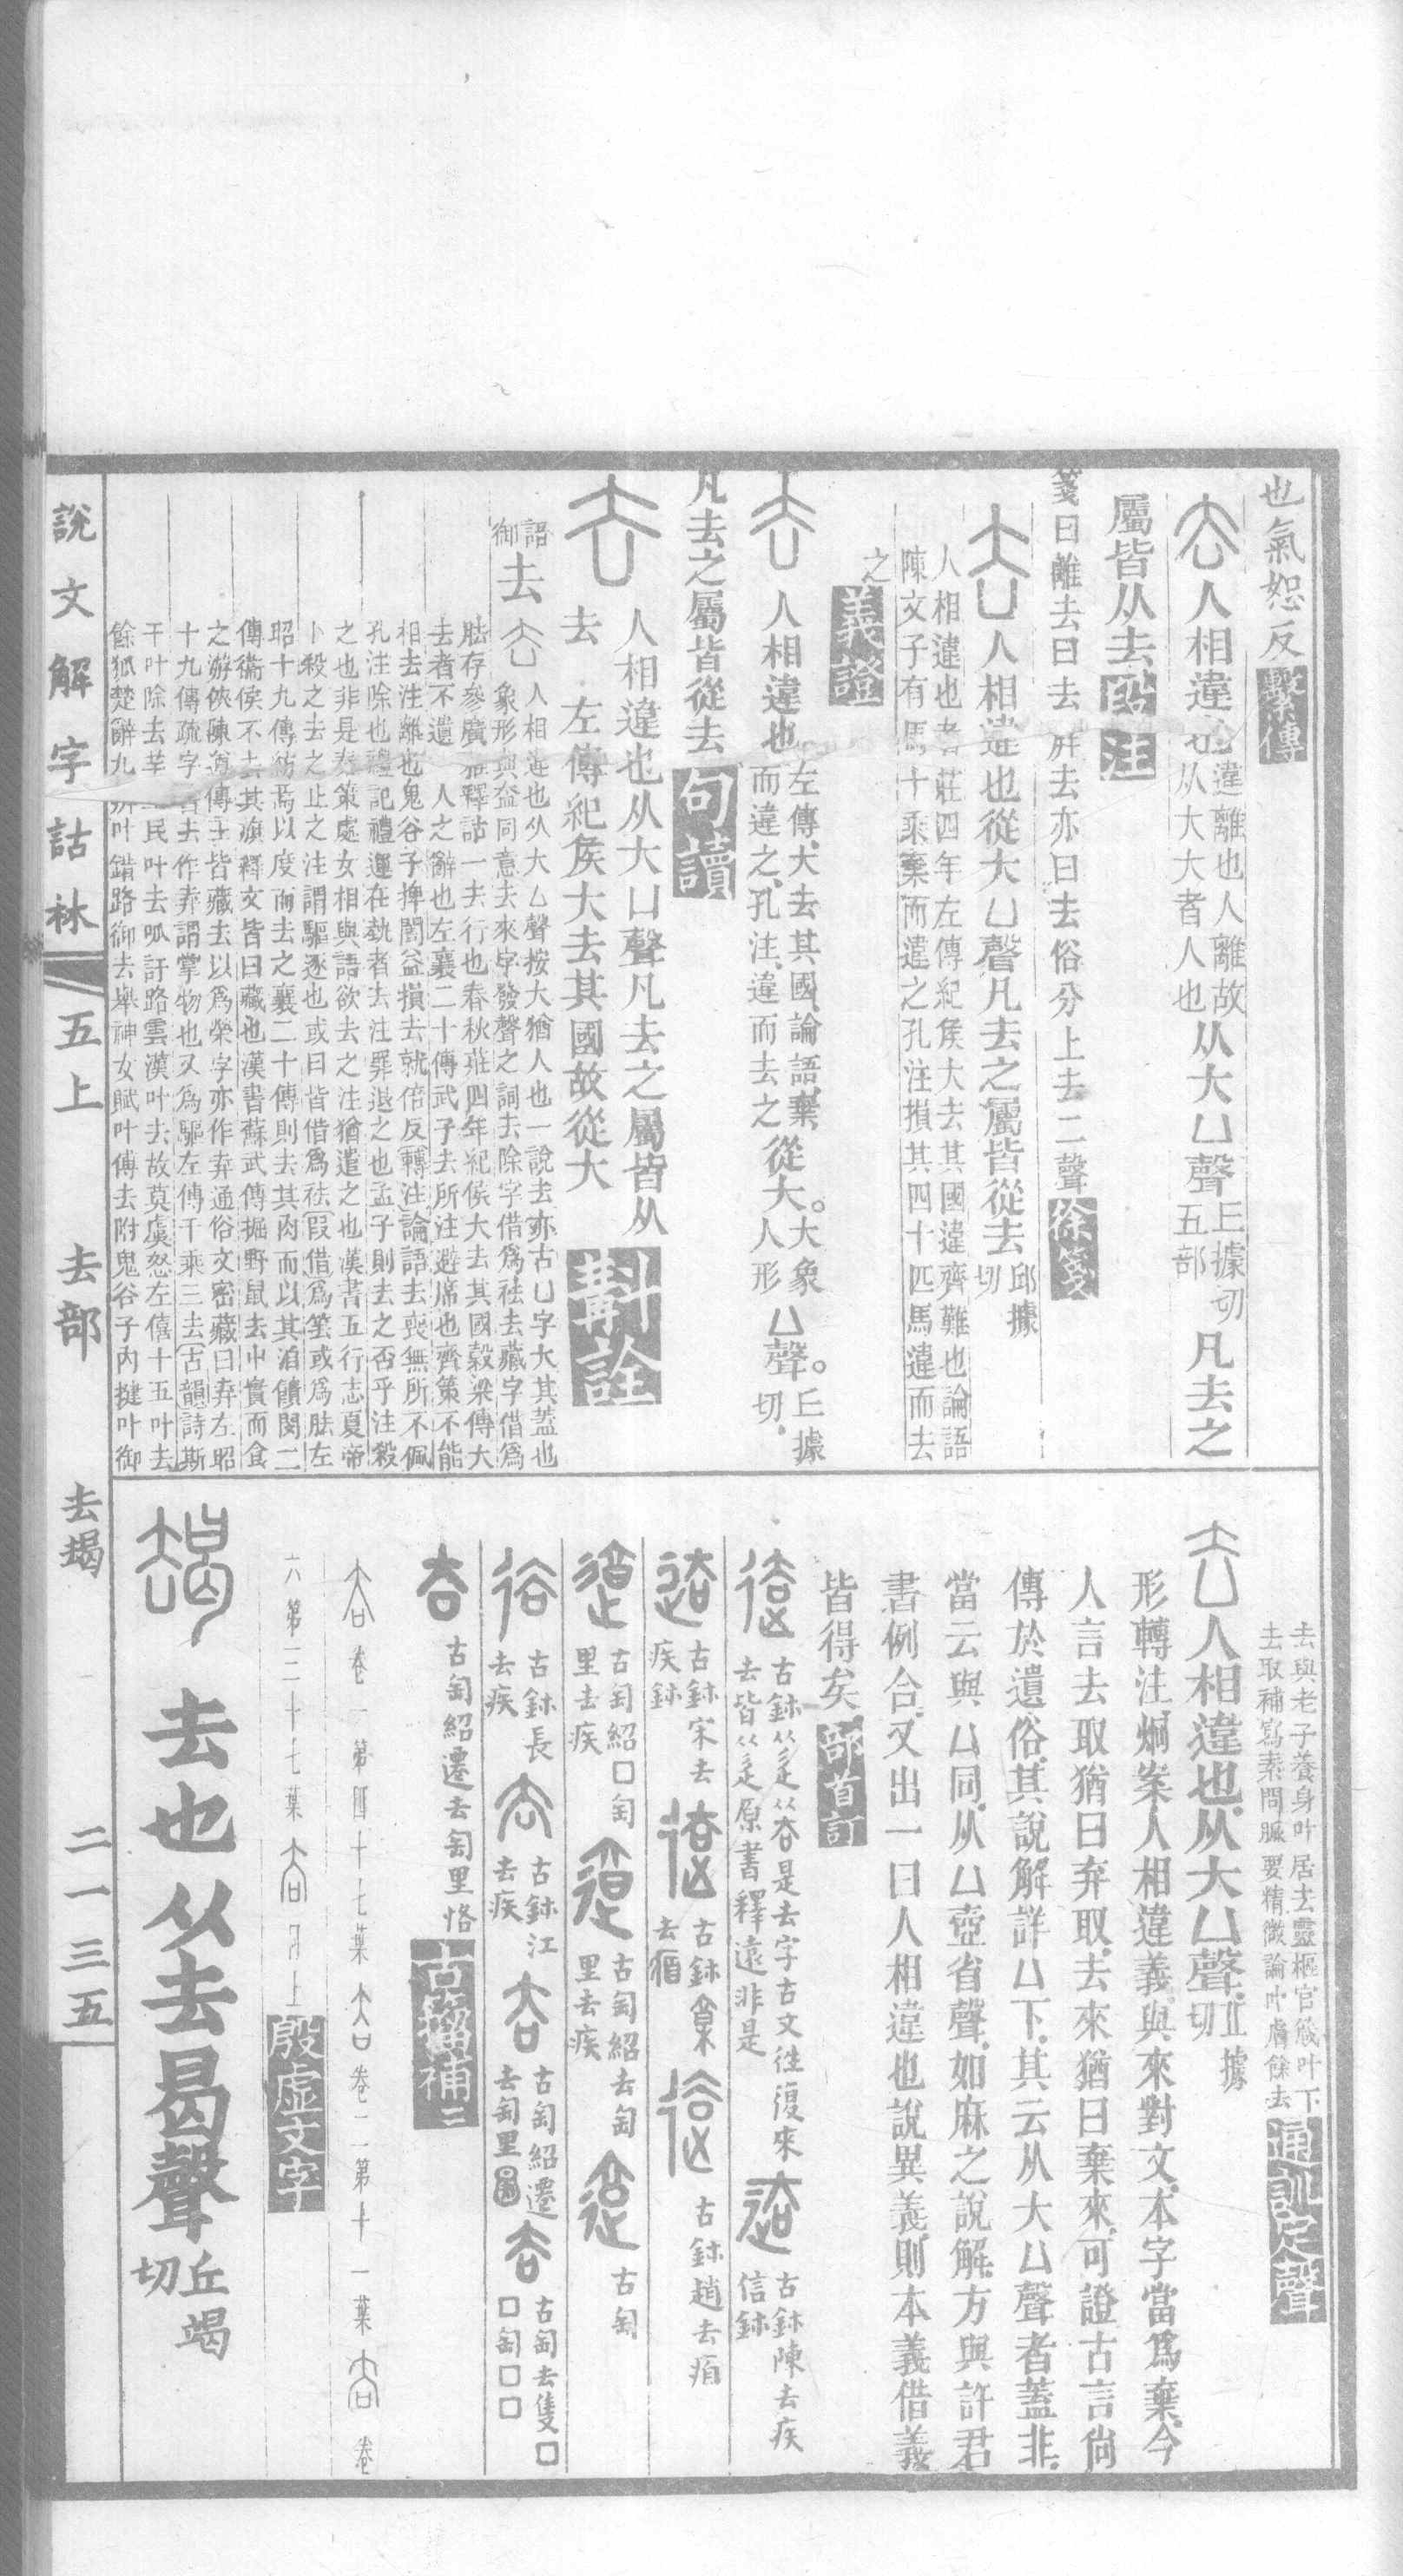 也氣恕反繫傳
人相違也違離也人離故从大大者人也从大凵聲丘據切五部凡去之
屬皆从去段注
箋曰離去曰去屏去亦曰去俗分上去二聲徐箋
人相違也從大凵聲凡去之屬皆從去邱據切
人相違也者莊四年左傳紀矦大去其國違齊難也論語
陳文子有馬十乘棄而違之孔注損其四十匹馬違而去
之義證
人相違也左傳大去其國論語棄而違之孔注違而去之從大大象人形凵聲丘據切
凡去之屬皆從去句讀
人相違也从大凵聲凡去之屬皆从
去 左傳紀矦大去其國故從大斠詮
語御去人相違也从大凵聲按大猶人也一說去亦古凵字大其蓋也
象形與壺同意去來字發聲之詞去除字借爲祛去藏字借爲
胠存參廣雅釋詁一去行也春秋莊四年紀侯大去其國穀梁傳大
去者不遺一人之辭也左襄二十傳武子去所注避席也齊策不能
相去注離也鬼谷子捭闔益損去就倍反轉注論語去喪無所不佩
孔注除也禮記禮運在埶者去注罪退之也孟子則去之否乎注殺
之也非是秦策處女相與語欲去之注猶遣之也漢書五行志夏帝
卜殺之去之止之注謂驅逐也或曰皆借爲祛叚借爲筶或爲胠左
昭十九傳紡焉以度而去之襄二十傳則去其肉而以其洎饋閔二
傳衞侯不去其旗釋文皆曰藏也漢書蘇武傳掘野鼠去屮實而食
之游俠陳遵傳主皆藏去以爲榮字亦作弆通俗文密藏曰弆左昭
十九傳疏字書去作弆謂掌物也又爲驅左傳千乘三去古韻詩斯
干叶除去芋生民叶去呱訏路雲漢叶去故莫虞怒左僖十五叶去
餘狐楚辭九辨叶錯路御去舉神女賦叶傅去附鬼谷子內揵叶御
去與老子養身叶居去靈樞官箴叶下
去取補寫素問脈要精微論叶膚餘去通訓定聲
人相違也从大凵聲丘據切
形轉注烱案人相違義與來對文本字當爲棄今
人言去取猶曰弃取去來猶曰棄來可證古言尙
傳於遺俗其說解詳凵下其云从大凵聲者蓋非
當云與凵同从凵壺省聲如麻之說解方與許君
書例合又出一曰人相違也說異義則本義借義
皆得矣部首訂
古鉥从辵从㚎是去字古文往復來去皆从辵原書釋遠非是 古鉥陳去疾信鉥
古鉥宋去疾鉥 古鉥去 古鉥趙去㾖
古匋紹□匋里去疾 古匋紹去匋里去疾 古匋
古鉥長去疾 古鉥江去疾 古匋紹遷去匋里 古匋去隻□□匋□□
古匋紹遷去匋里恪古籀補二
卷一第四十七葉 卷二第十一葉 卷
六第三十七葉 同上殷虛文字
朅去也从去曷聲丘竭切
說文解字詁林 五上 去部 去朅 二一三五